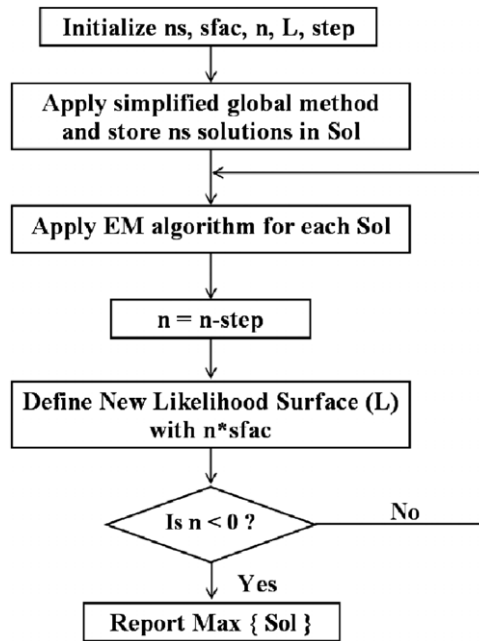 Initialize ns, sfac, n, L, step
Apply simplified global method
and store ns solutions in Sol
Apply EM algorithm for each Sol
n = n-step
Define New Likelihood Surface (L)
with n*sfac
Is n < 0 ?
No
Yes
Report Max { Sol }